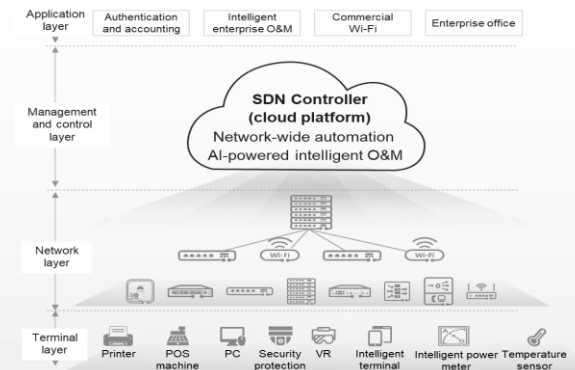 Application
layer
Authentication
and accounting
Intelligent
enterprise O&M
Commercial
Wi-Fi
Enterprise office
Management
and control
layer
SDN Controller
(cloud platform)
Network-wide automation
AI-powered intelligent O&M
Network
layer
Wi-Fi
Wi-Fi
Terminal
layer
Printer
POS
machine
PC
Security
protection
VR
Intelligent
terminal
Intelligent power
meter
Temperature
sensor